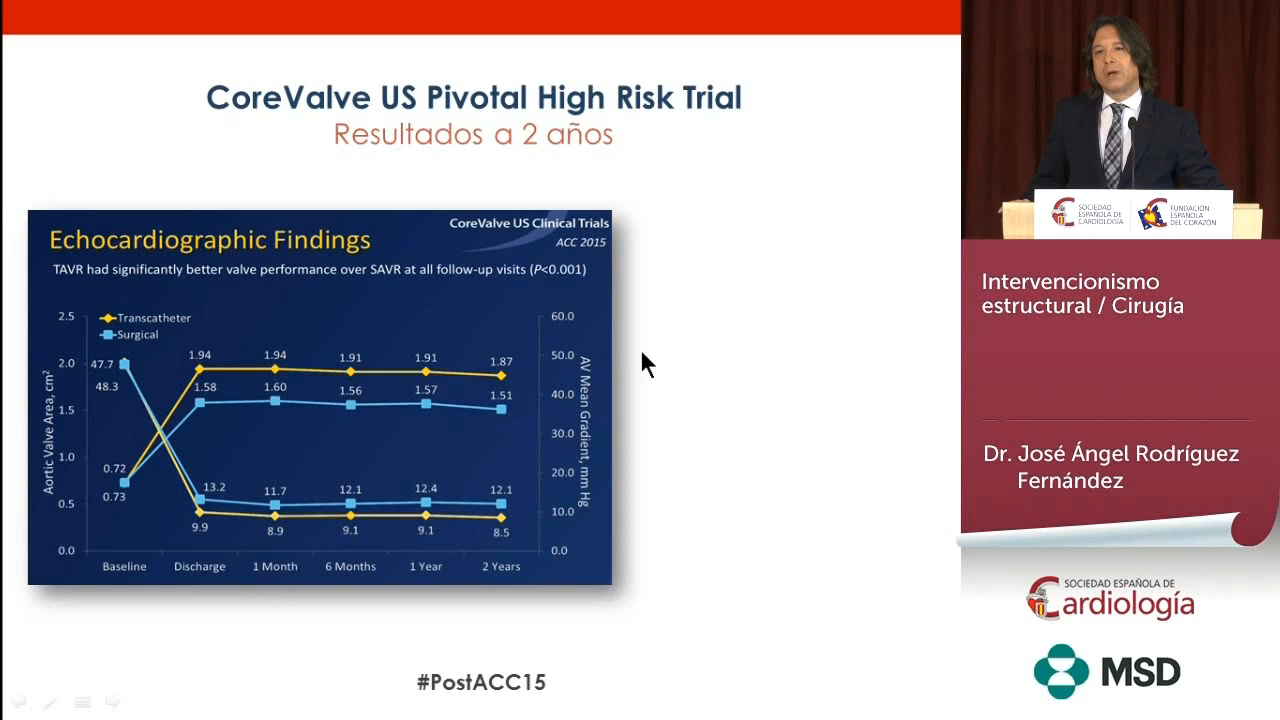 CoreValve US Pivotal High Risk Trial
Resultados a 2 años
CoreValve US Clinical Trials
ACC 2015
Echocardiographic Findings
TAVR had significantly better valve performance over SAVR at all follow-up visits (P<0.001)
Transcatheter
Surgical
Aortic Valve Area, cm²
2.5
2.0
1.5
1.0
0.5
0.0
AV Mean Gradient, mm Hg
60.0
50.0
40.0
30.0
20.0
10.0
0.0
47.7
48.3
0.72
0.73
1.94 1.94 1.91 1.91 1.87
1.58 1.60 1.56 1.57 1.51
13.2 11.7 12.1 12.4 12.1
9.9 8.9 9.1 9.1 8.5
Baseline Discharge 1 Month 6 Months 1 Year 2 Years
#PostACC15
SOCIEDAD
ESPAÑOLA DE
CARDIOLOGÍA
FUNDACIÓN
ESPAÑOLA
DEL CORAZÓN
Intervencionismo
estructural / Cirugía
Dr. José Ángel Rodríguez
Fernández
SOCIEDAD ESPAÑOLA DE
Cardiología
MSD